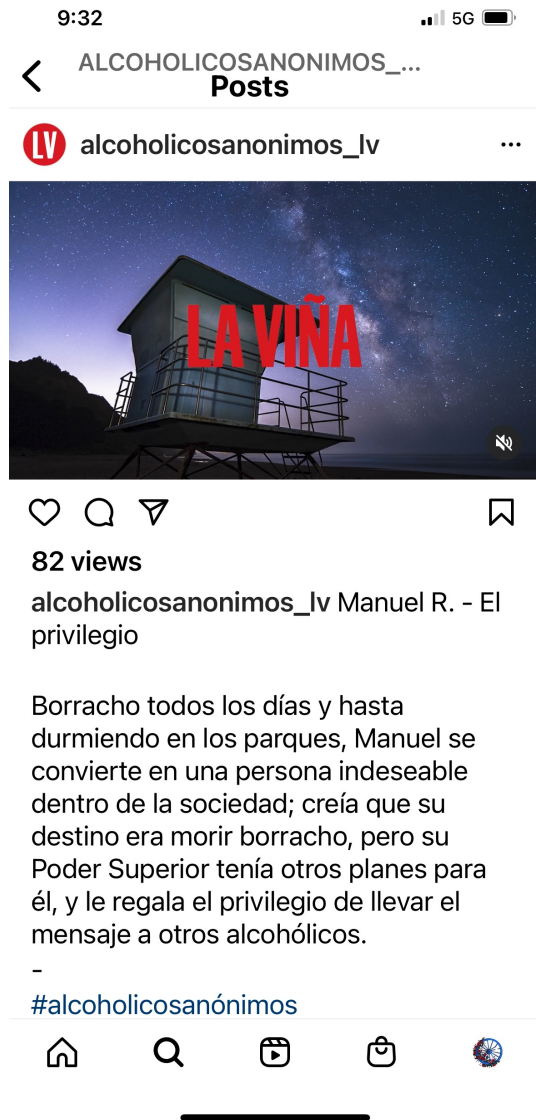 9:32
5G
ALCOHOLICOSANONIMOS_...
Posts
LV
alcoholicosanonimos_lv
LA VIÑA
82 views
alcoholicosanonimos_lv Manuel R. - El
privilegio
Borracho todos los días y hasta
durmiendo en los parques, Manuel se
convierte en una persona indeseable
dentro de la sociedad; creía que su
destino era morir borracho, pero su
Poder Superior tenía otros planes para
él, y le regala el privilegio de llevar el
mensaje a otros alcohólicos.
-
#alcoholicosanónimos